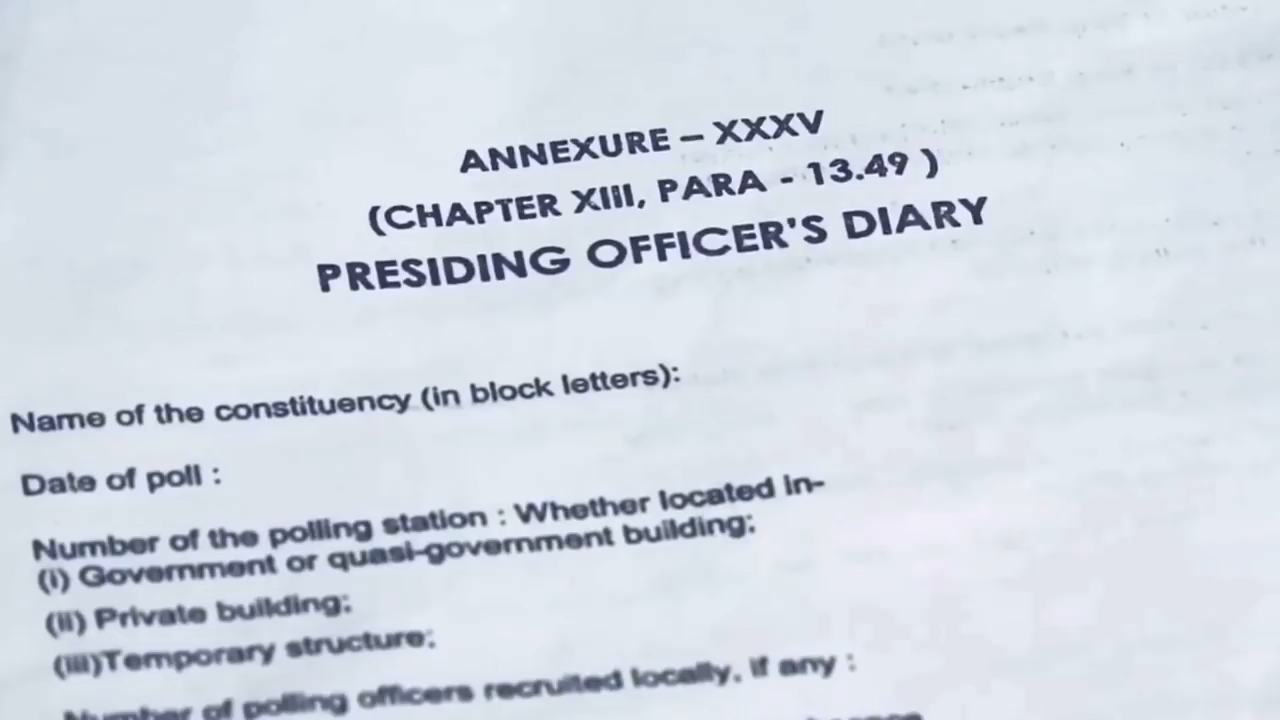 ANNEXURE – XXXV
(CHAPTER XIII, PARA - 13.49 )
PRESIDING OFFICER'S DIARY
Name of the constituency (in block letters):
Date of poll :
Number of the polling station : Whether located in-
(i) Government or quasi-government building;
(ii) Private building;
(iii)Temporary structure;
Number of polling officers recruited locally, if any :